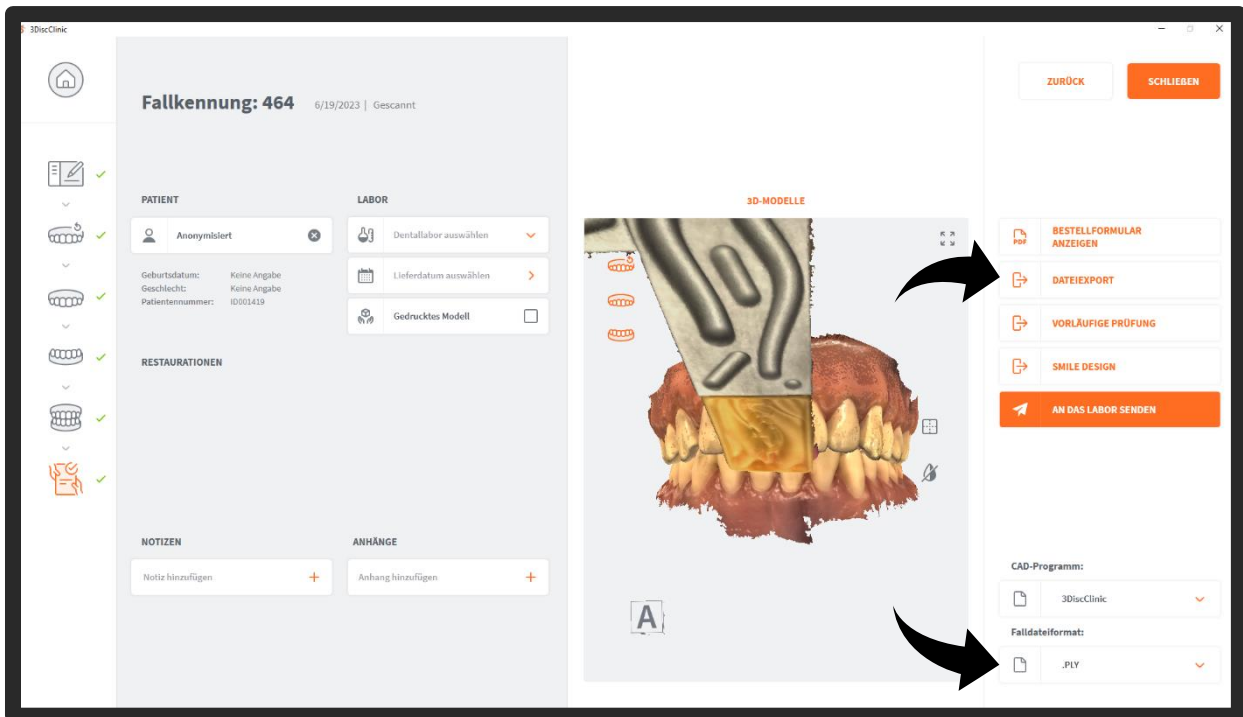 3DiscClinic
ZURÜCK
SCHLIEßEN
Fallkennung: 464 6/19/2023 | Gescannt
PATIENT
LABOR
3D-MODELLE
Anonymisiert
Dentallabor auswählen
PDF
BESTELLFORMULAR
ANZEIGEN
Geburtsdatum: Keine Angabe
Geschlecht: Keine Angabe
Patientennummer: ID001419
Lieferdatum auswählen
DATEIEXPORT
Gedrucktes Modell
VORLÄUFIGE PRÜFUNG
RESTAURATIONEN
SMILE DESIGN
AN DAS LABOR SENDEN
NOTIZEN
ANHÄNGE
Notiz hinzufügen
Anhang hinzufügen
CAD-Programm:
3DiscClinic
A
Falldateiformat:
.PLY